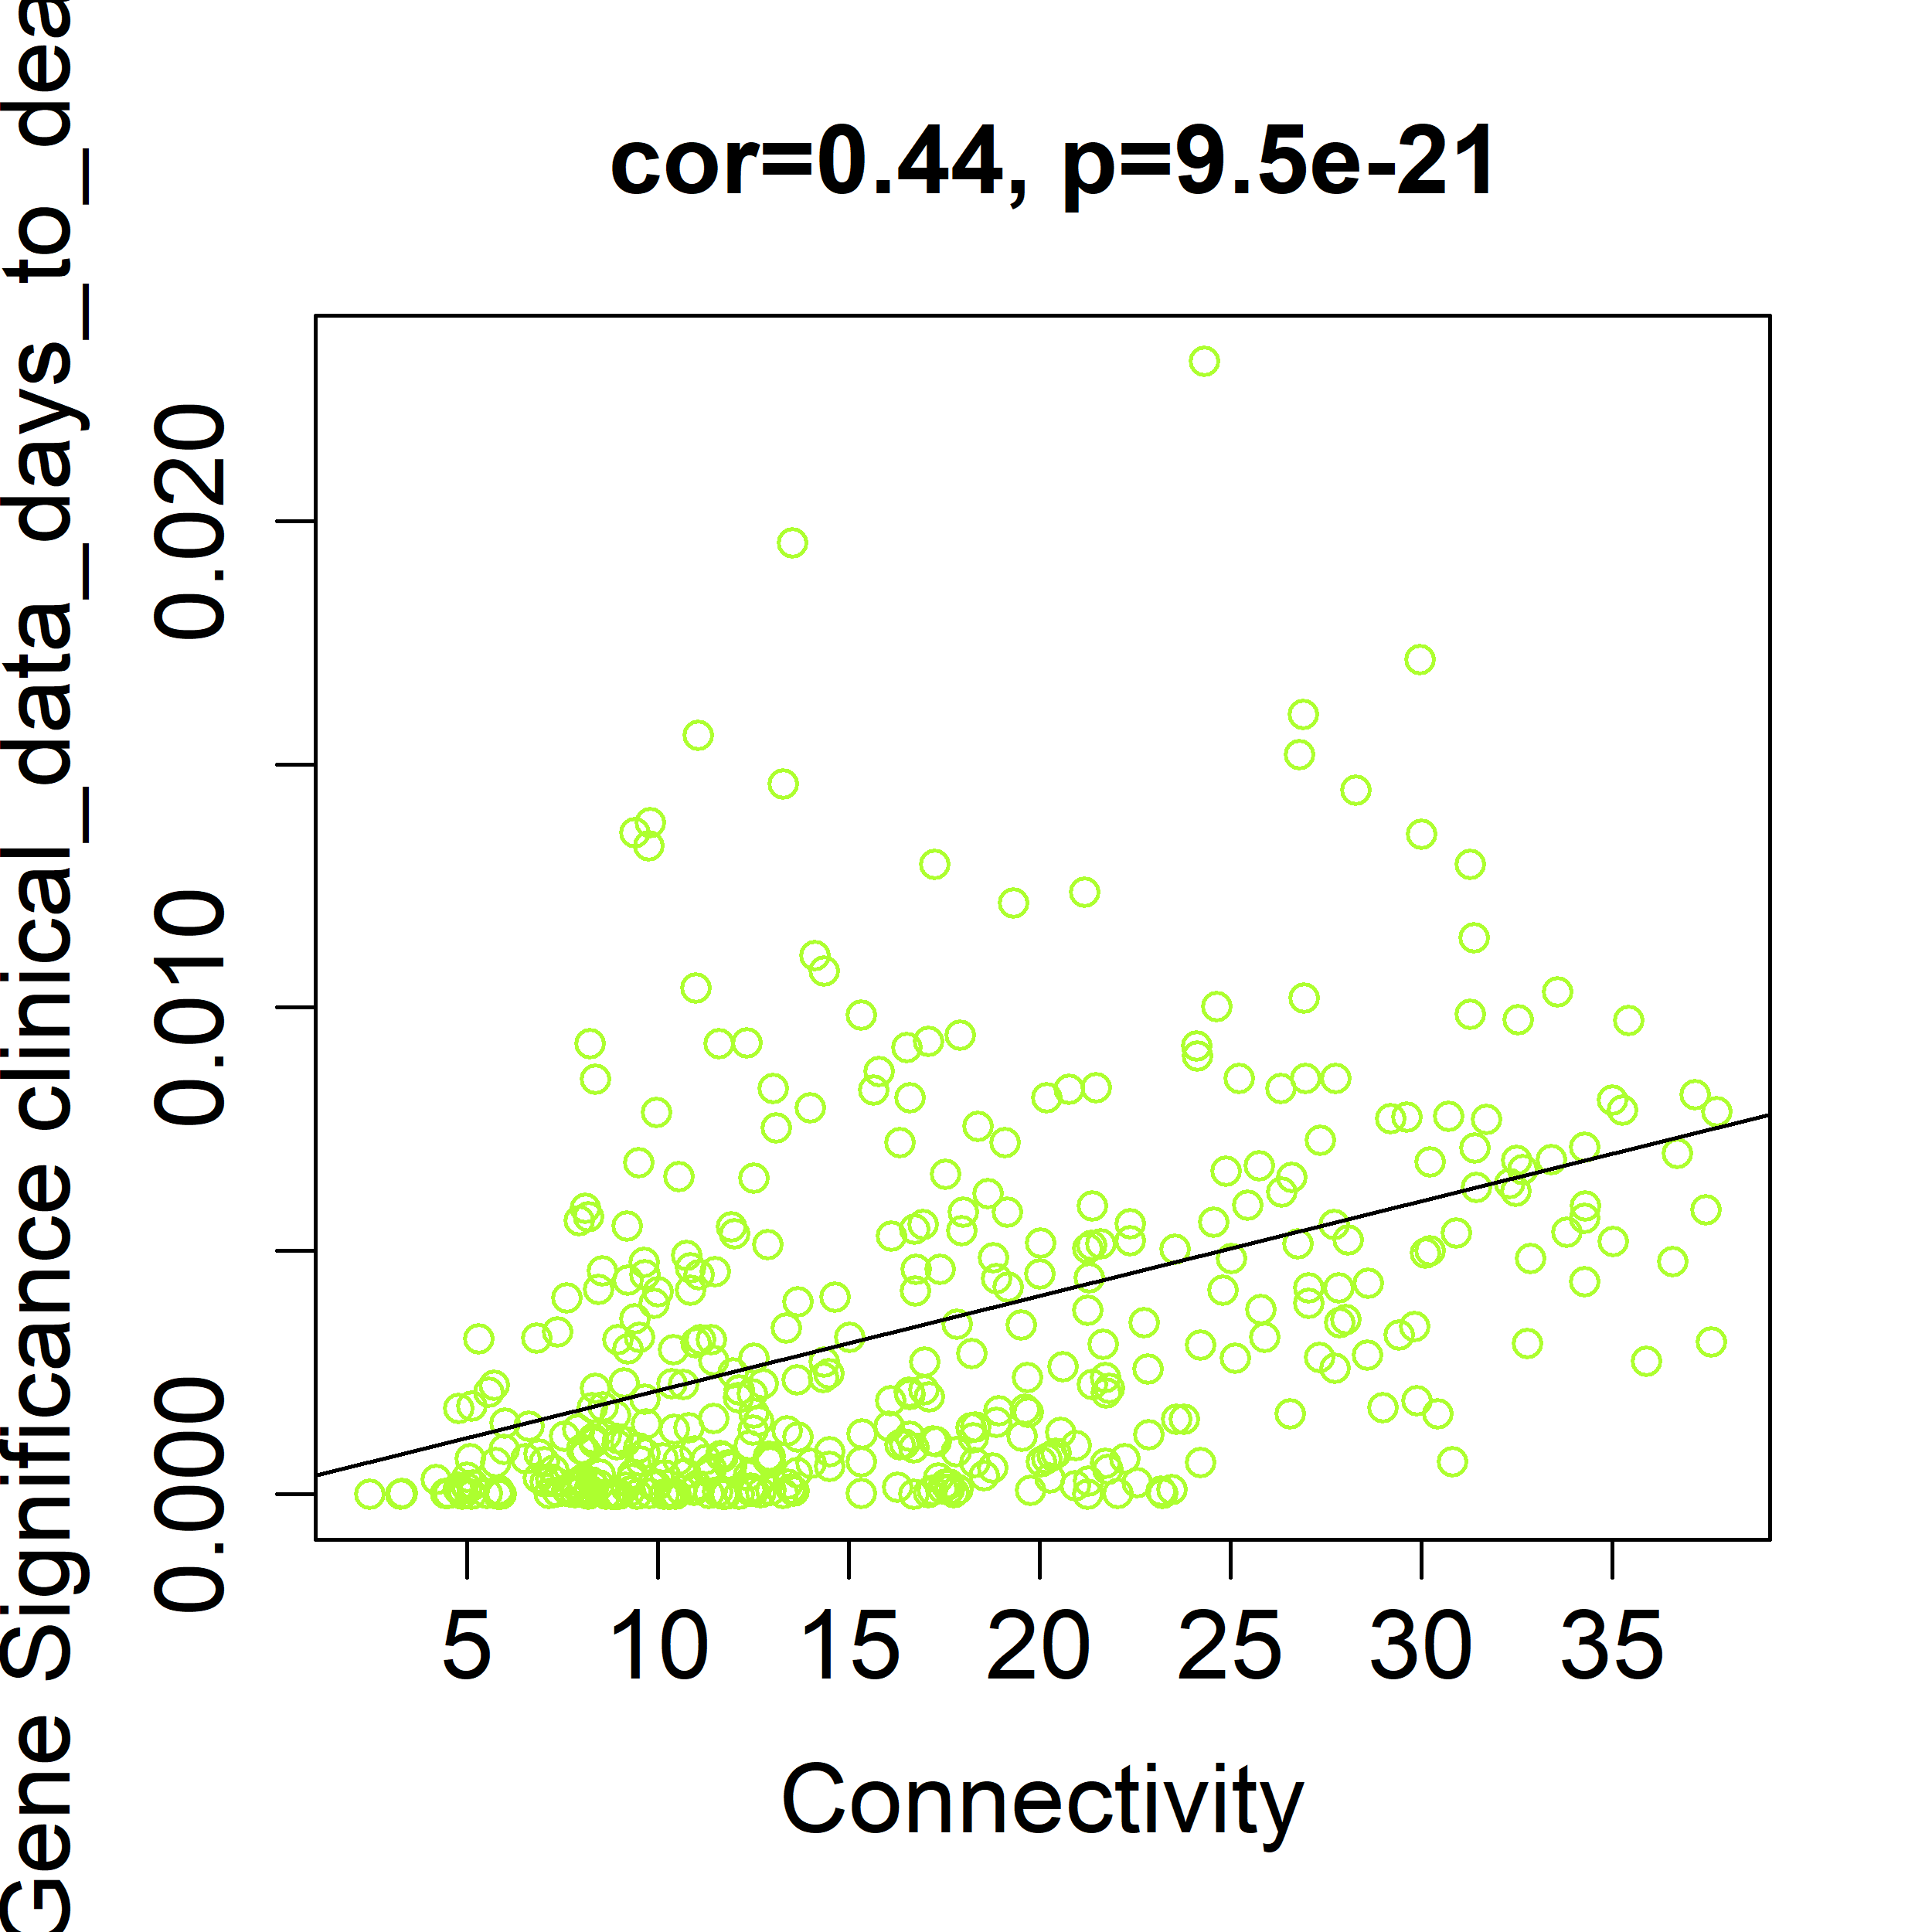 cor=0.44, p=9.5e-21
Gene Significance clinical_data_days_to_dea
0.020
0.010
0.000
5 10 15 20 25 30 35
Connectivity